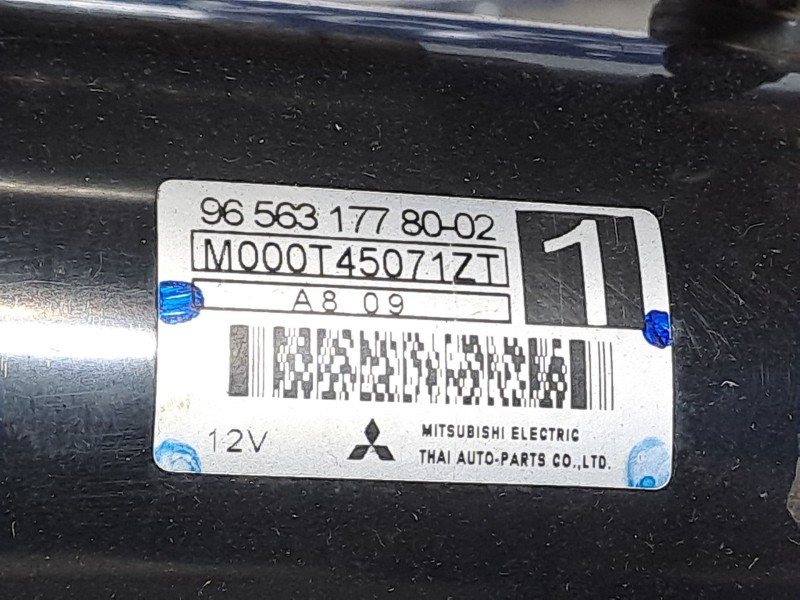 96 563 177 80-02
1
M000T45071ZT
A8 09
12V
MITSUBISHI ELECTRIC
THAI AUTO-PARTS CO.,LTD.